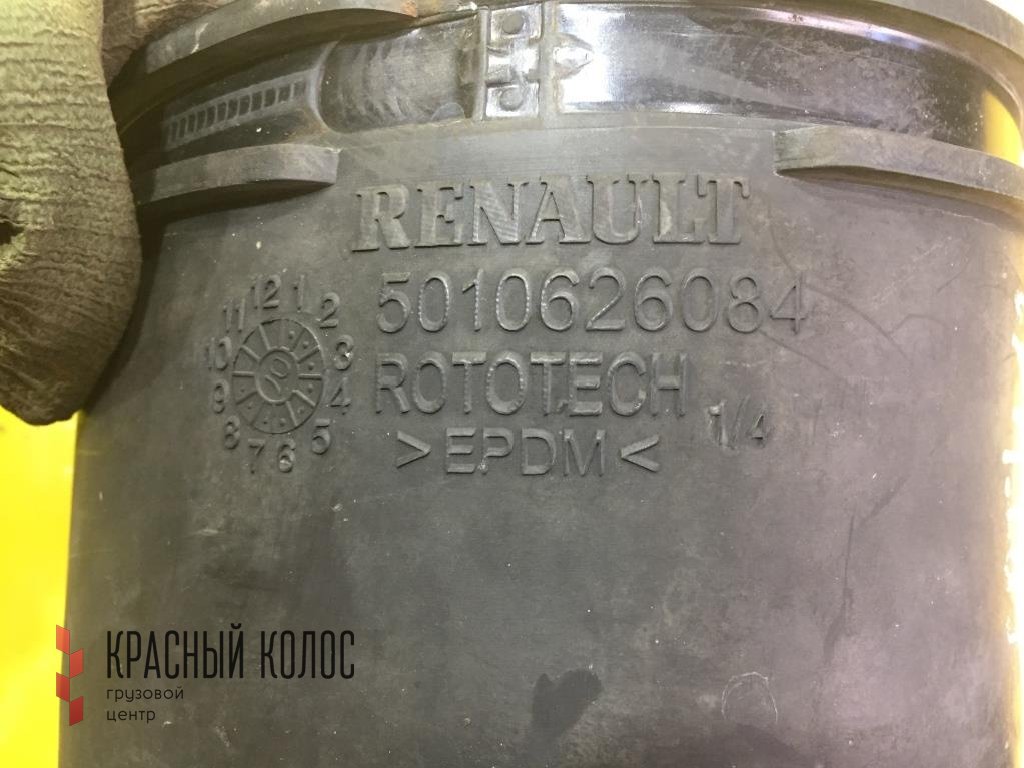 RENAULT
5010626084
ROTOTECH
1/4
>EPDM<
12 1 2 3 4 5 6 7 8 9 10 11
КРАСНЫЙ КОЛОС
грузовой
центр